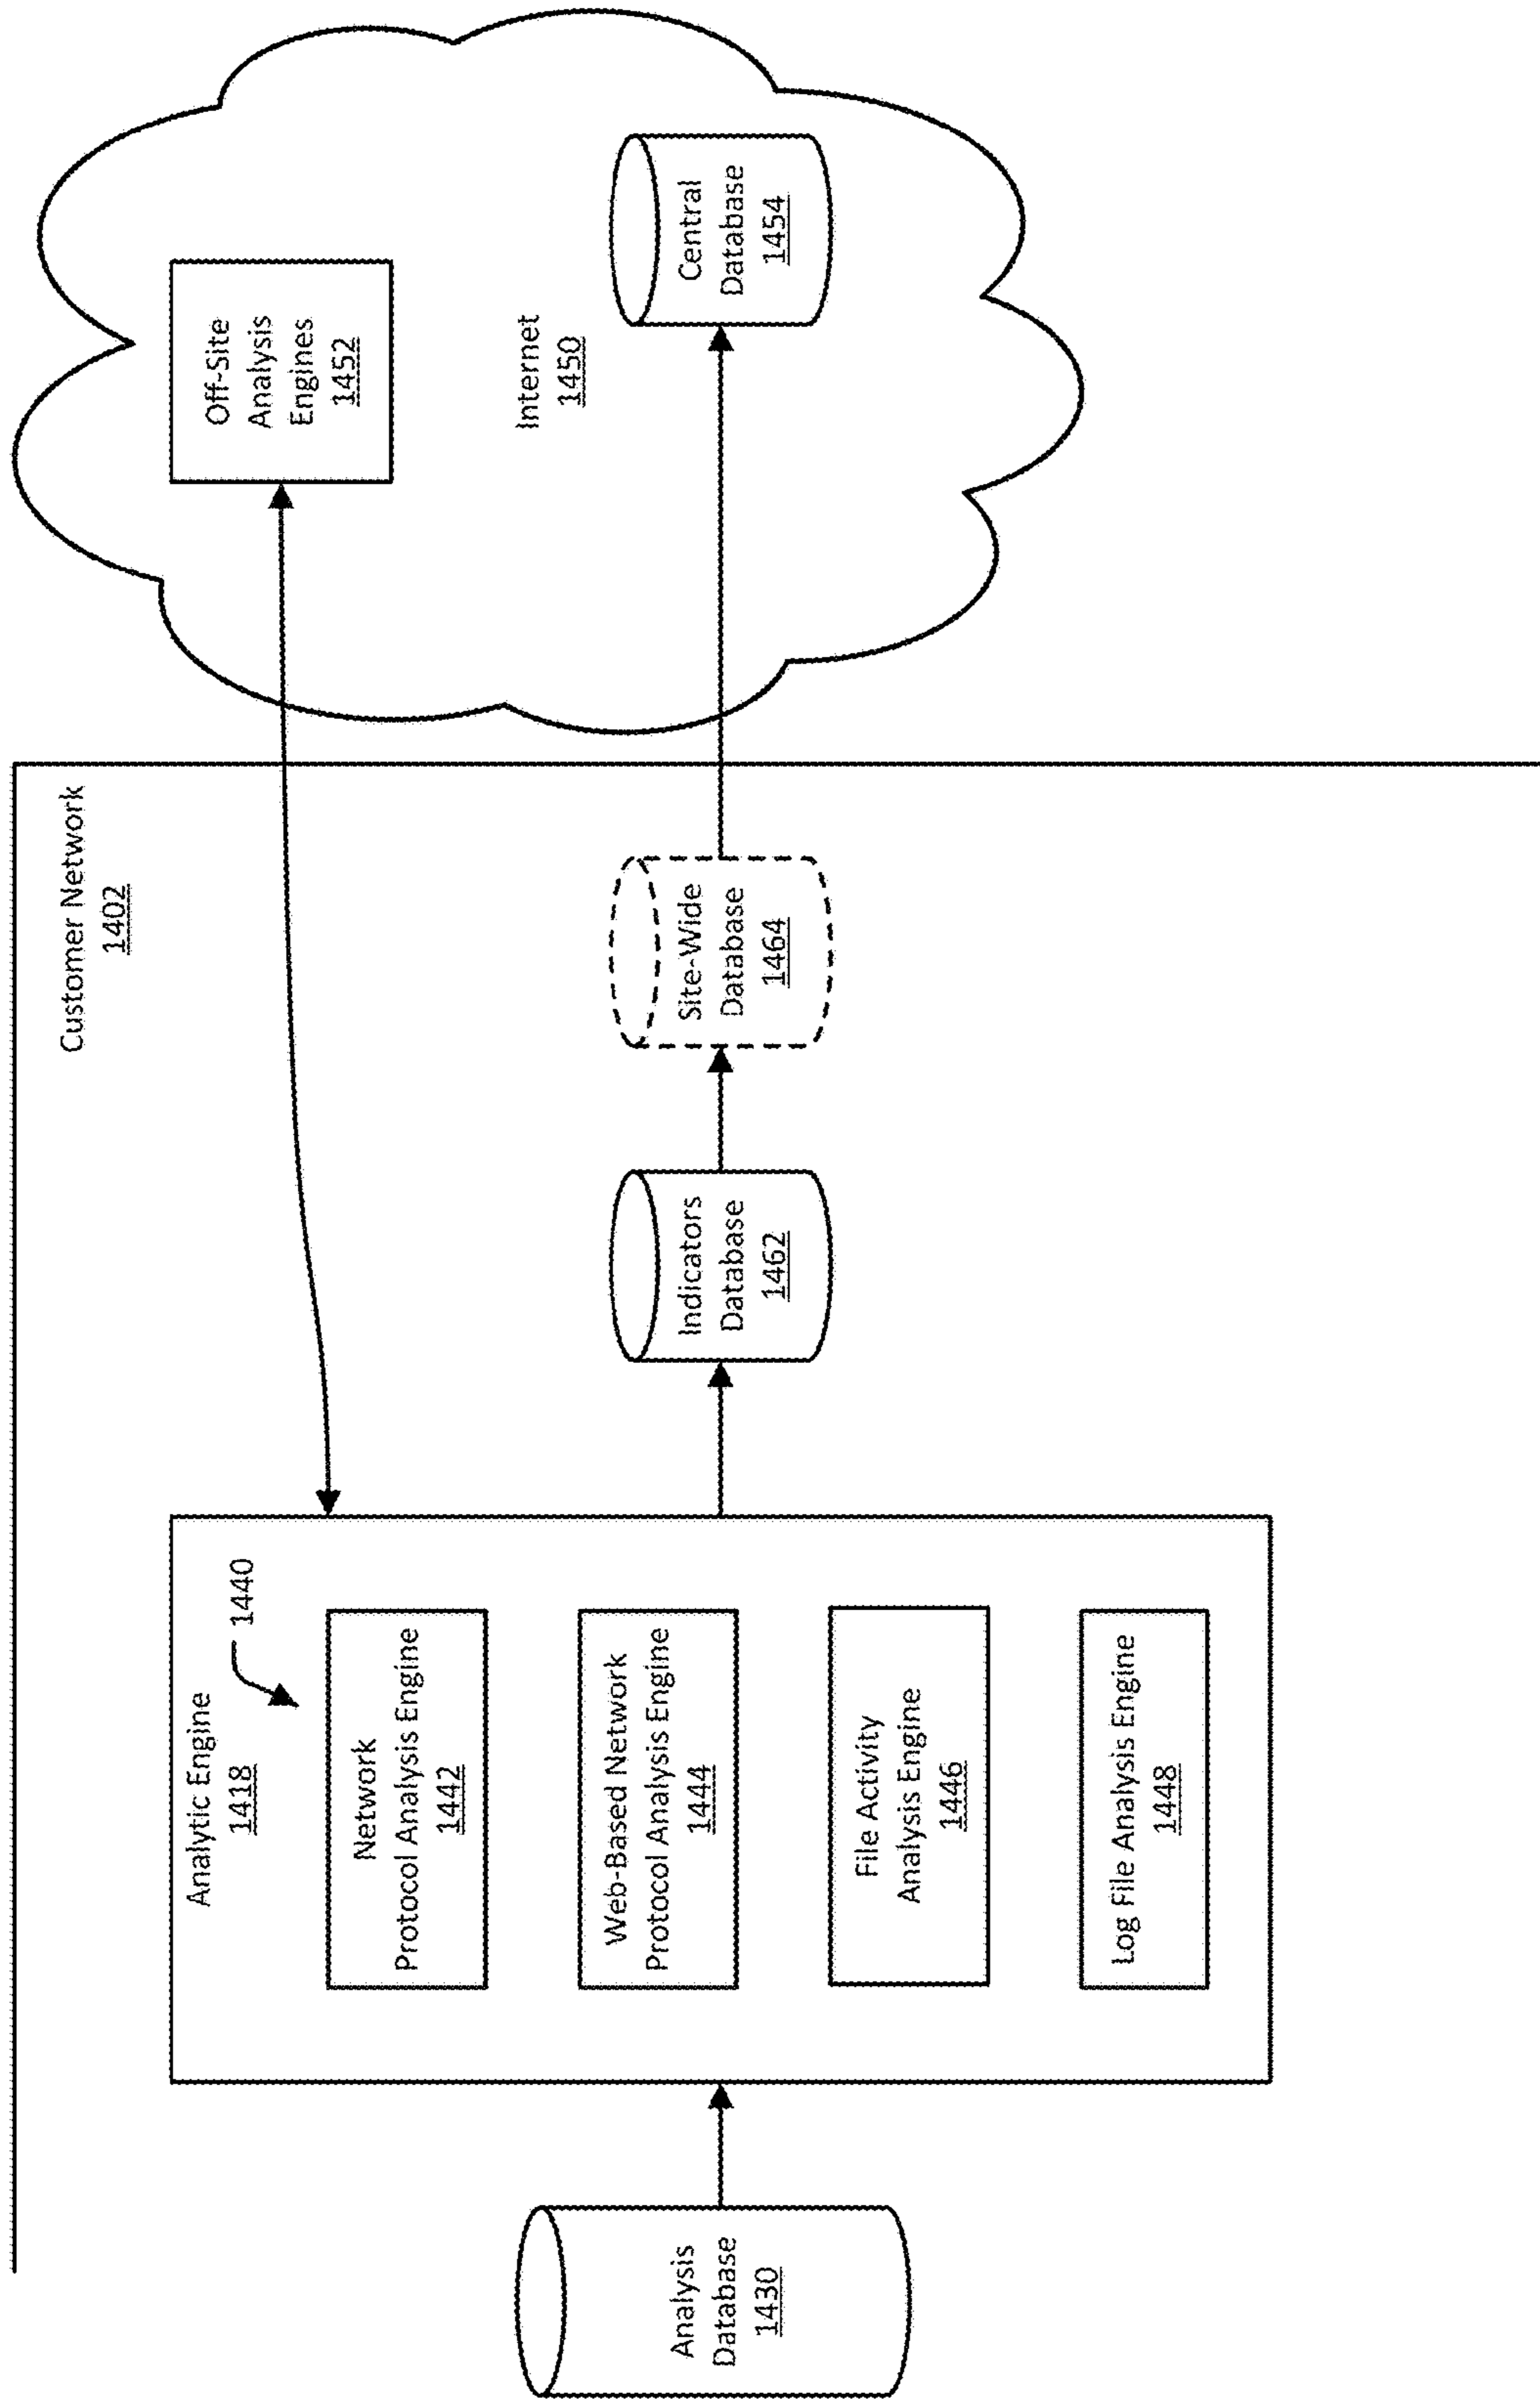 Customer Network
1402
Analysis
Database
1430
Analytic Engine
1418
1440
Network
Protocol Analysis Engine
1442
Web-Based Network
Protocol Analysis Engine
1444
File Activity
Analysis Engine
1446
Log File Analysis Engine
1448
Indicators
Database
1462
Site-Wide
Database
1464
Off-Site
Analysis
Engines
1452
Internet
1450
Central
Database
1454